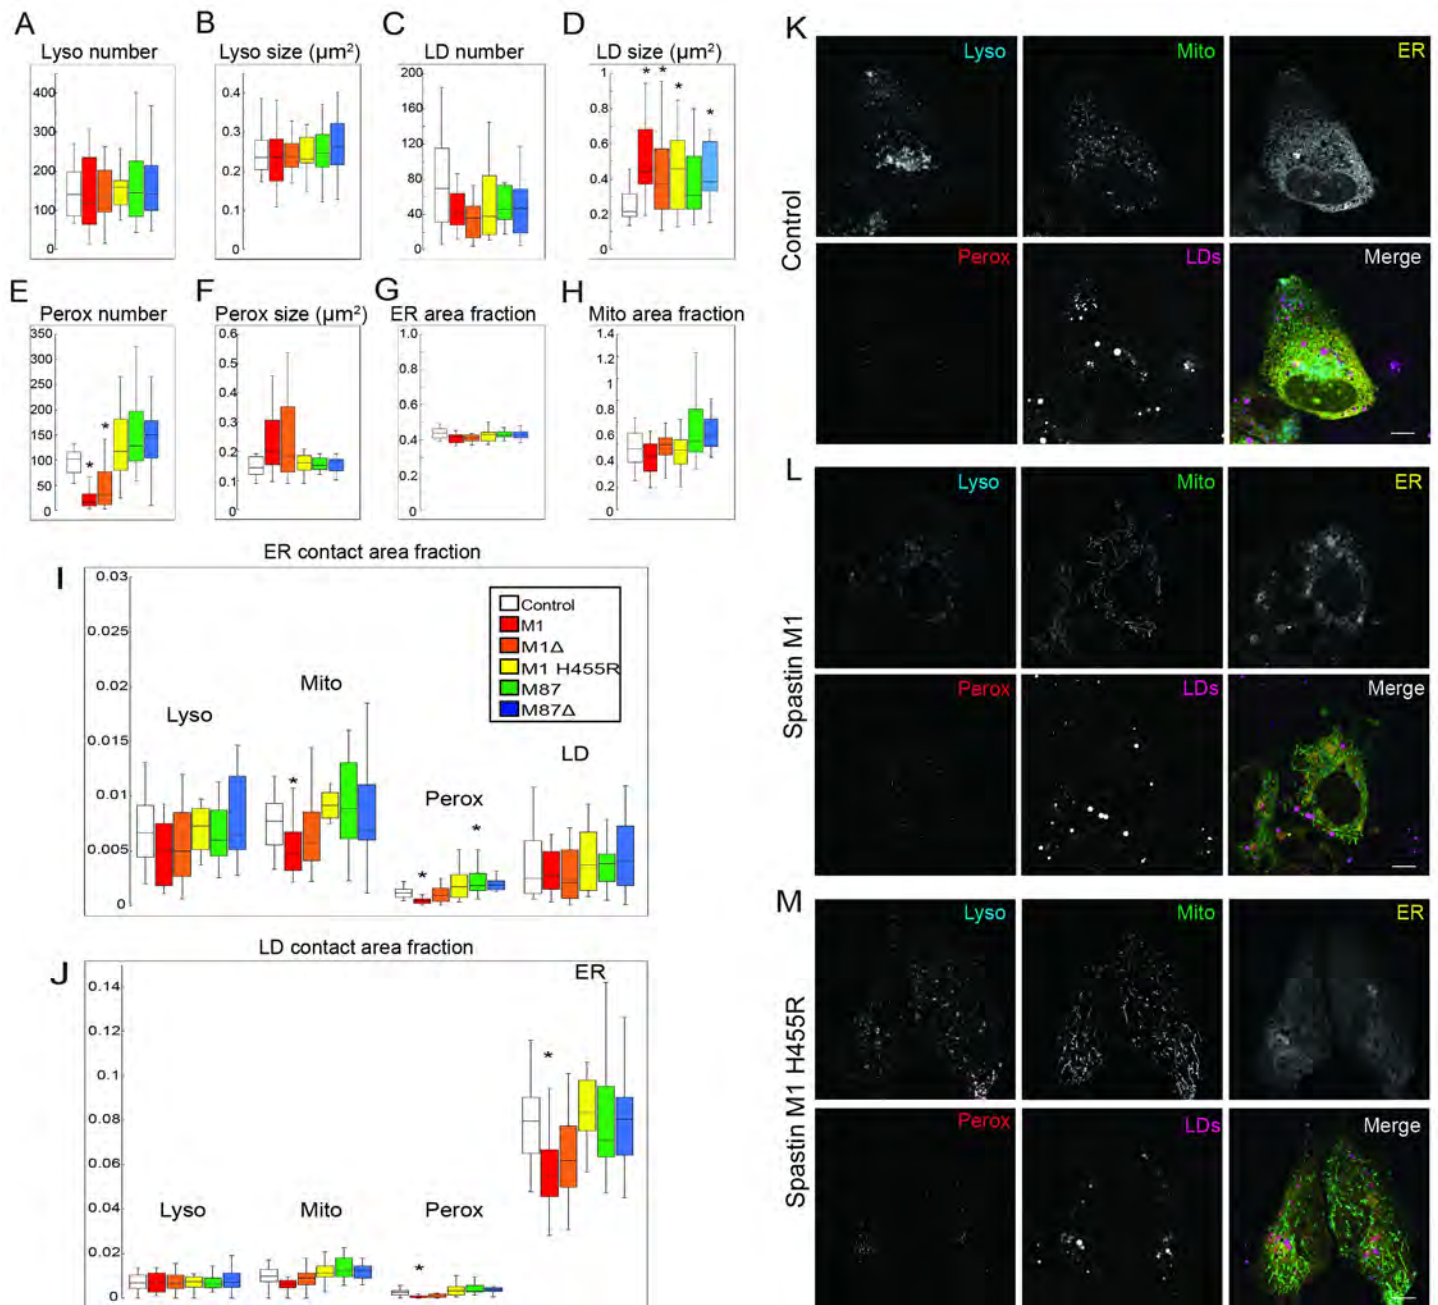 A
Lyso number
400
300
200
100
0
B
Lyso size (µm²)
0.4
0.3
0.2
0.1
0
C
LD number
200
160
120
80
40
0
D
LD size (µm²)
1
0.8
0.6
0.4
0.2
0
* * * *
E
Perox number
350
300
250
200
150
100
50
0
* *
F
Perox size (µm²)
0.6
0.5
0.4
0.3
0.2
0.1
0
G
ER area fraction
1.0
0.8
0.6
0.4
0.2
0
H
Mito area fraction
1.4
1.2
1.0
0.8
0.6
0.4
0.2
0
I
ER contact area fraction
0.03
0.025
0.02
0.015
0.01
0.005
0
Control
M1
M1Δ
M1 H455R
M87
M87Δ
Lyso
Mito
*
Perox
* *
LD
J
LD contact area fraction
0.14
0.12
0.1
0.08
0.06
0.04
0.02
0
Lyso
Mito
Perox
*
ER
*
K
Control
Lyso
Mito
ER
Perox
LDs
Merge
L
Spastin M1
Lyso
Mito
ER
Perox
LDs
Merge
M
Spastin M1 H455R
Lyso
Mito
ER
Perox
LDs
Merge